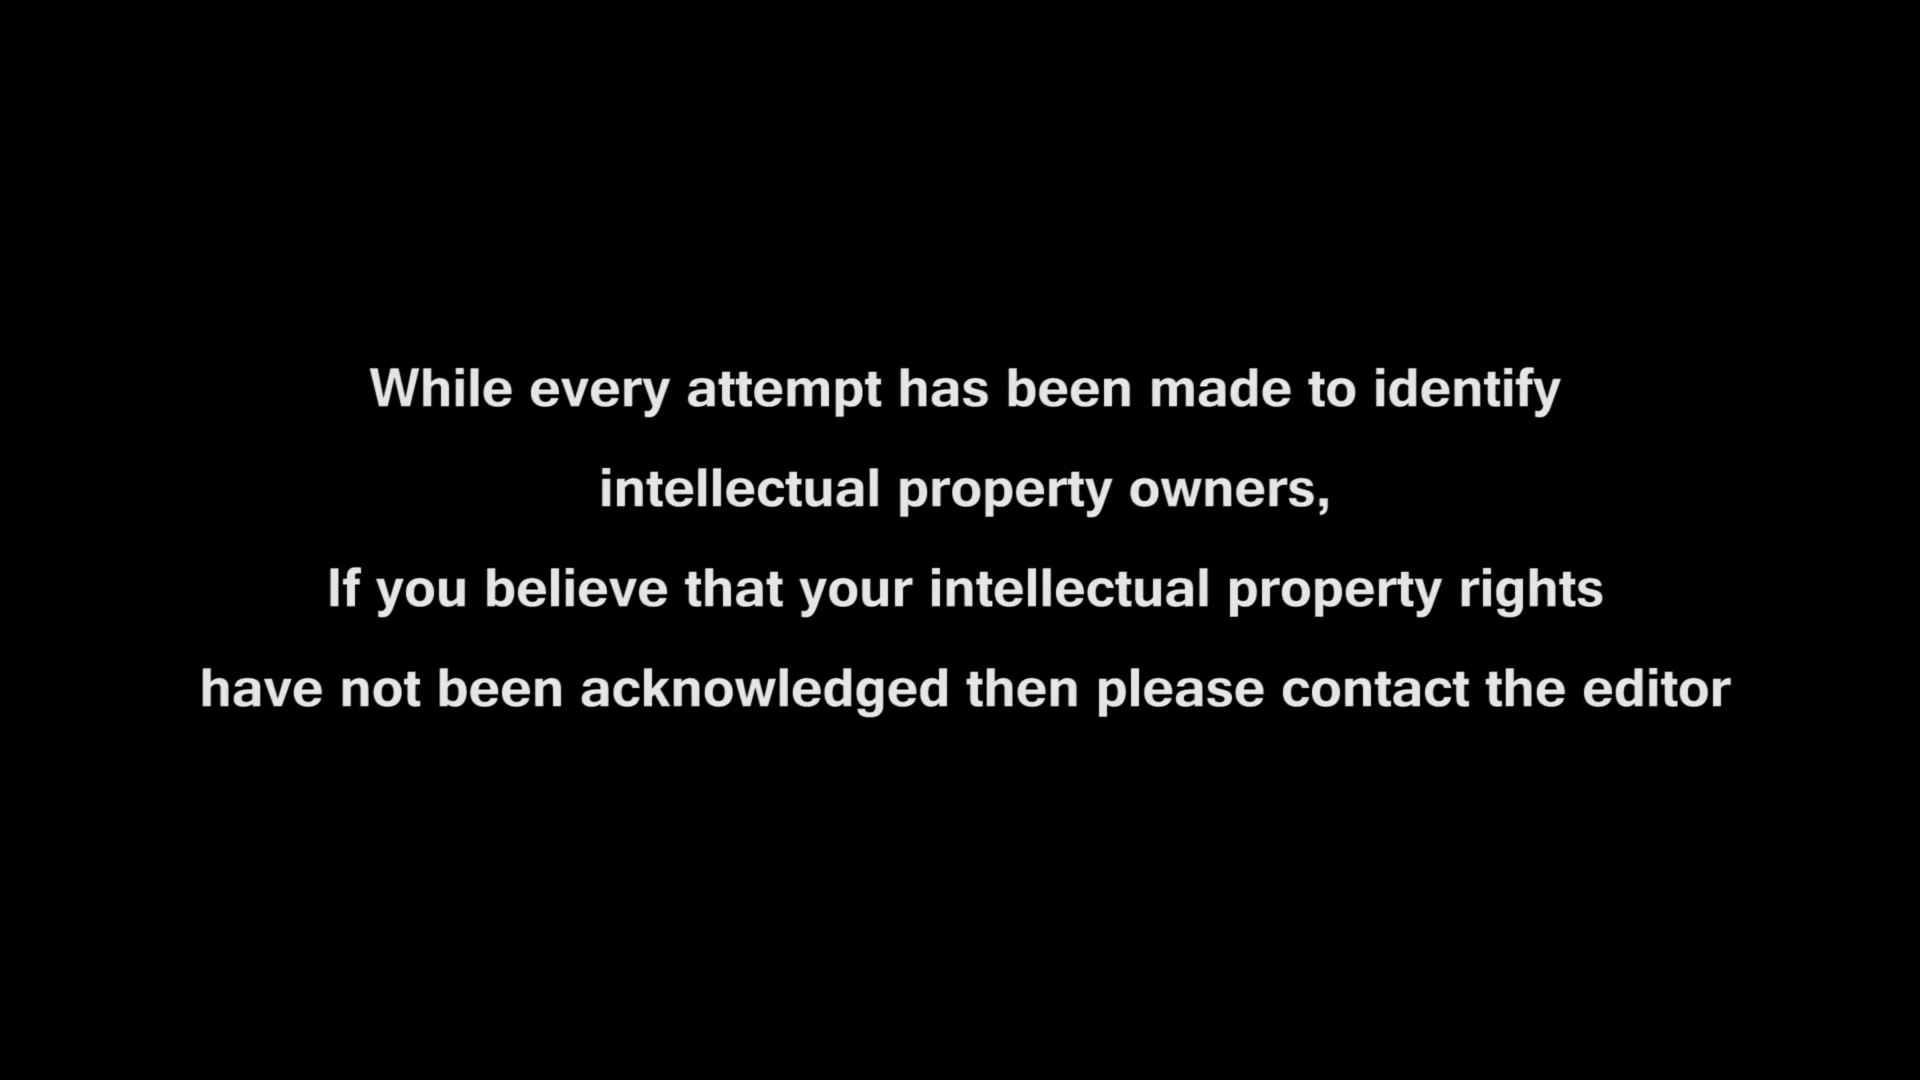 While every attempt has been made to identify
intellectual property owners,
If you believe that your intellectual property rights
have not been acknowledged then please contact the editor